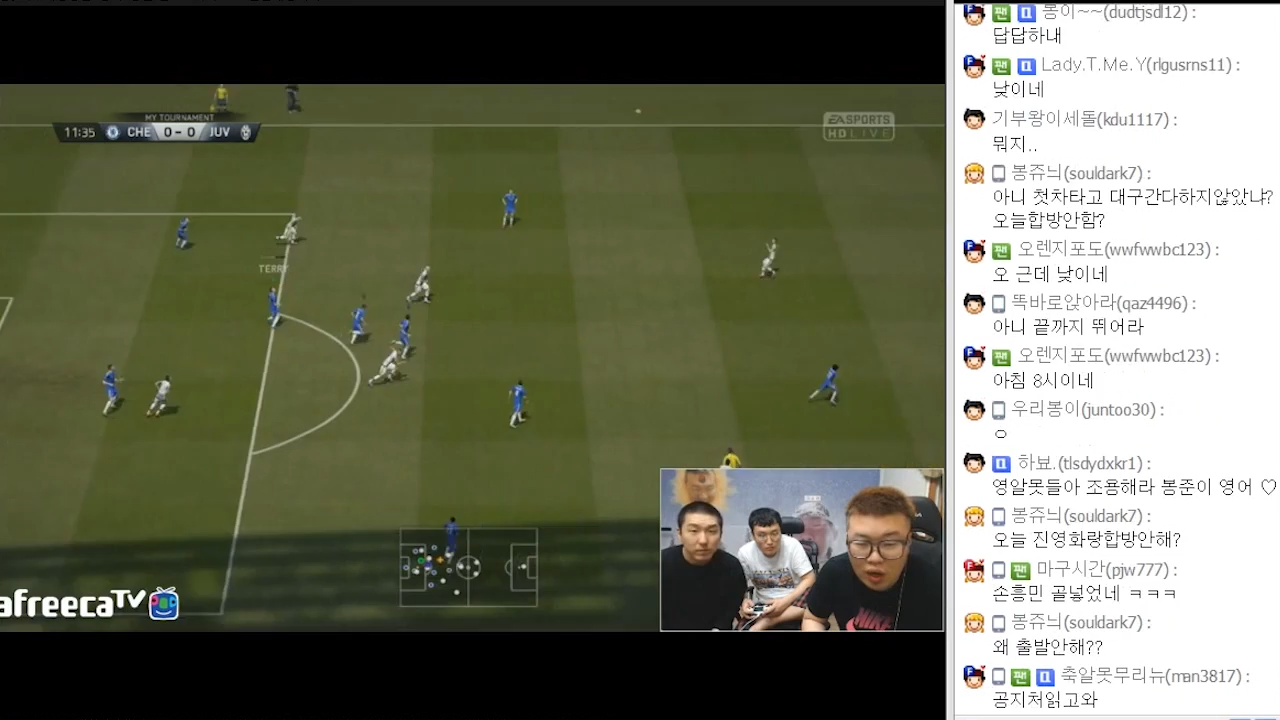 MY TOURNAMENT
11:35 CHE 0 - 0 JUV
EA SPORTS
HD LIVE
TERRY
afreecaTV
봉이~~(dudtjsdl12) :
답답하내
Lady.T.Me.Y(rlgusrns11) :
낮이네
기부왕이세돌(kdu1117) :
뭐지..
봉쥬늬(souldark7) :
아니 첫차타고 대구간다하지않았냐?
오늘합방안함?
오렌지포도(wwfwwbc123) :
오 근데 낮이네
똑바로앉아라(qaz4496) :
아니 끝까지 뛰어라
오렌지포도(wwfwwbc123) :
아침 8시이네
우리봉이(juntoo30) :
ㅇ
하뵤.(tlsdydxkr1) :
영알못들아 조용해라 봉준이 영어 ♡
봉쥬늬(souldark7) :
오늘 진영화랑합방안해?
마구시간(pjw777) :
손흥민 골넣었네 ㅋㅋㅋ
봉쥬늬(souldark7) :
왜 출발안해??
축알못무리뉴(man3817) :
공지처읽고와